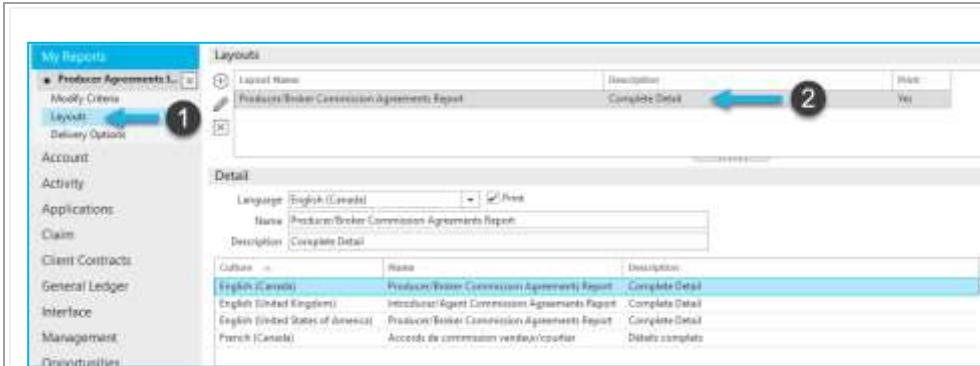 My Reports
Producer Agreements L...
Modify Criteria
Layouts
Delivery Options
Account
Activity
Applications
Claim
Client Contracts
General Ledger
Interface
Management
Opportunities
1
Layouts
Layout Name Description Print
Producer/Broker Commission Agreements Report Complete Detail Yes
2
Detail
Language English (Canada) Print
Name Producer/Broker Commission Agreements Report
Description Complete Detail
Culture Name Description
English (Canada) Producer/Broker Commission Agreements Report Complete Detail
English (United Kingdom) Introducer/Agent Commission Agreements Report Complete Detail
English (United States of America) Producer/Broker Commission Agreements Report Complete Detail
French (Canada) Accords de commission vendeur/courtier Détails complets